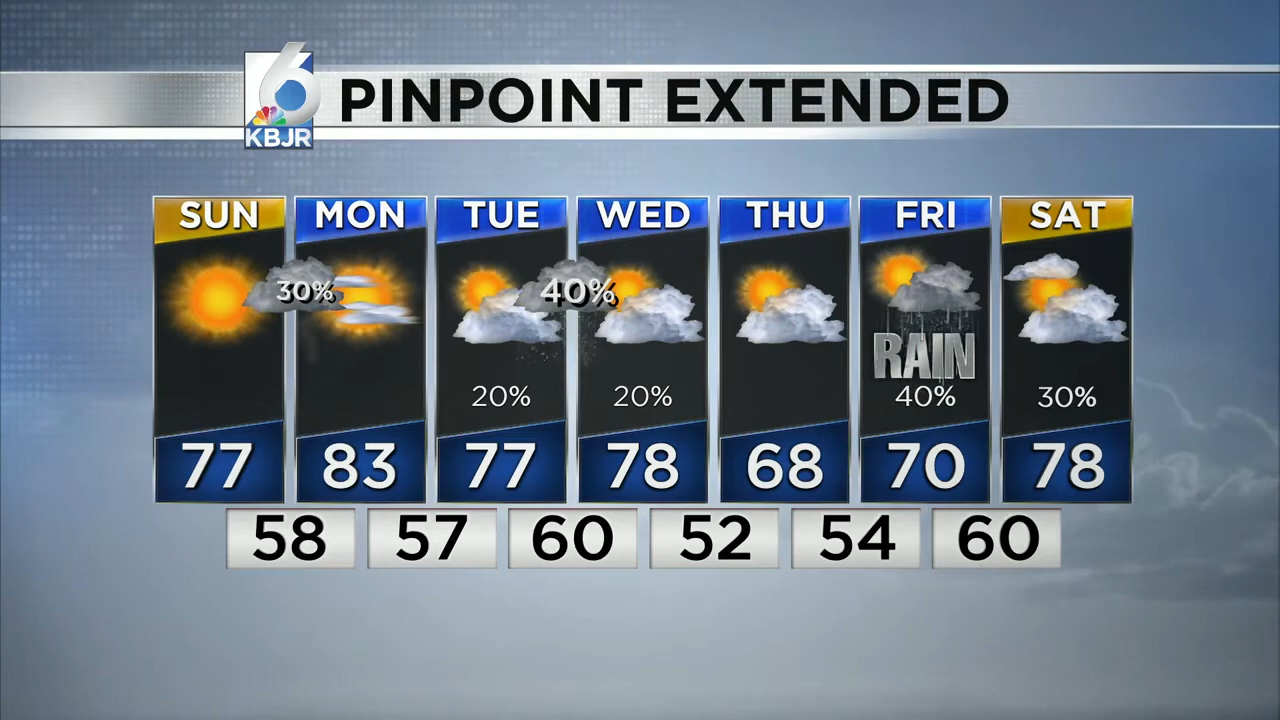 6
KBJR
PINPOINT EXTENDED
SUN MON TUE WED THU FRI SAT
30% 40%
RAIN
20% 20% 40% 30%
77 83 77 78 68 70 78
58 57 60 52 54 60